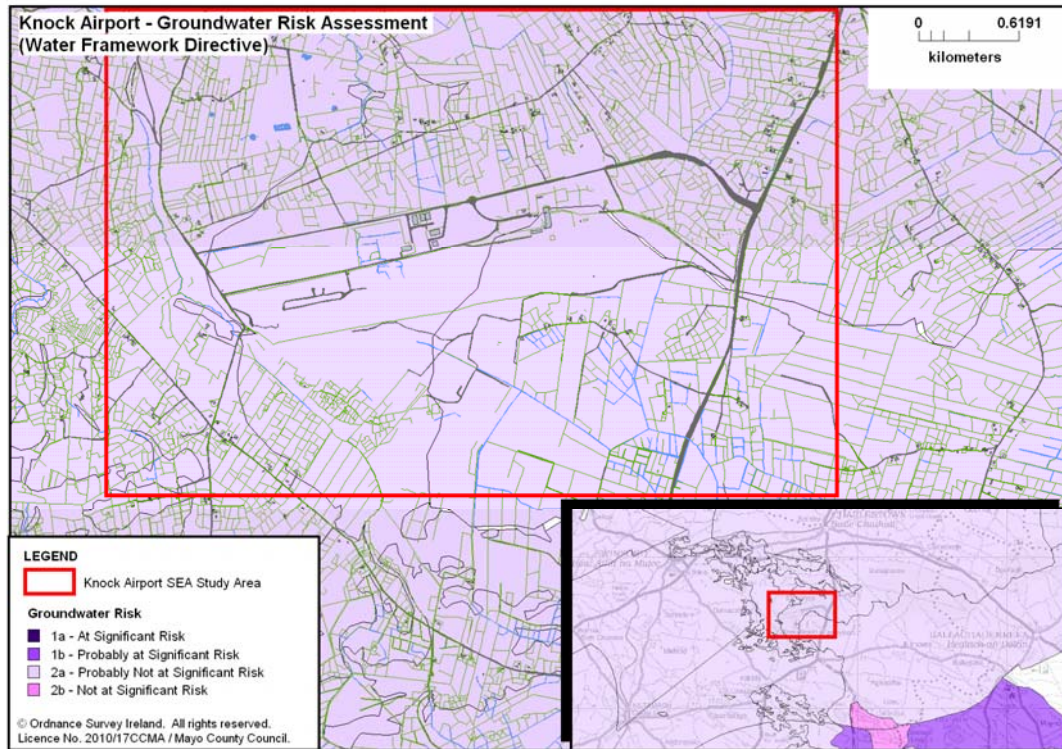 Knock Airport - Groundwater Risk Assessment
(Water Framework Directive)
0 0.6191
kilometers
LEGEND
Knock Airport SEA Study Area
Groundwater Risk
1a - At Significant Risk
1b - Probably at Significant Risk
2a - Probably Not at Significant Risk
2b - Not at Significant Risk
© Ordnance Survey Ireland. All rights reserved.
Licence No. 2010/17CCMA / Mayo County Council.